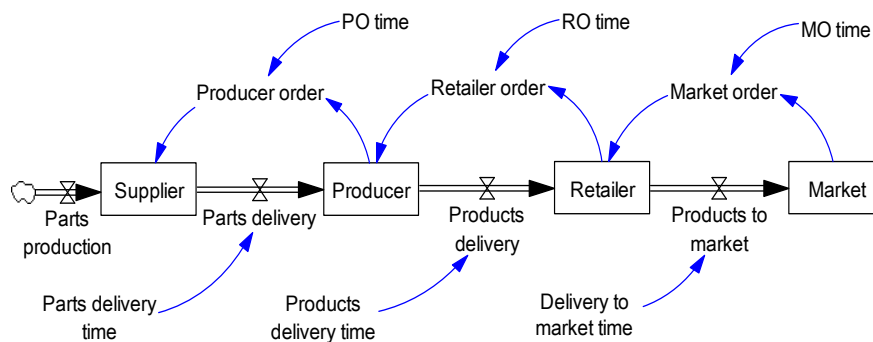 PO time
RO time
MO time
Producer order
Retailer order
Market order
Supplier
Producer
Retailer
Market
Parts
production
Parts delivery
Products
delivery
Products to
market
Parts delivery
time
Products
delivery time
Delivery to
market time